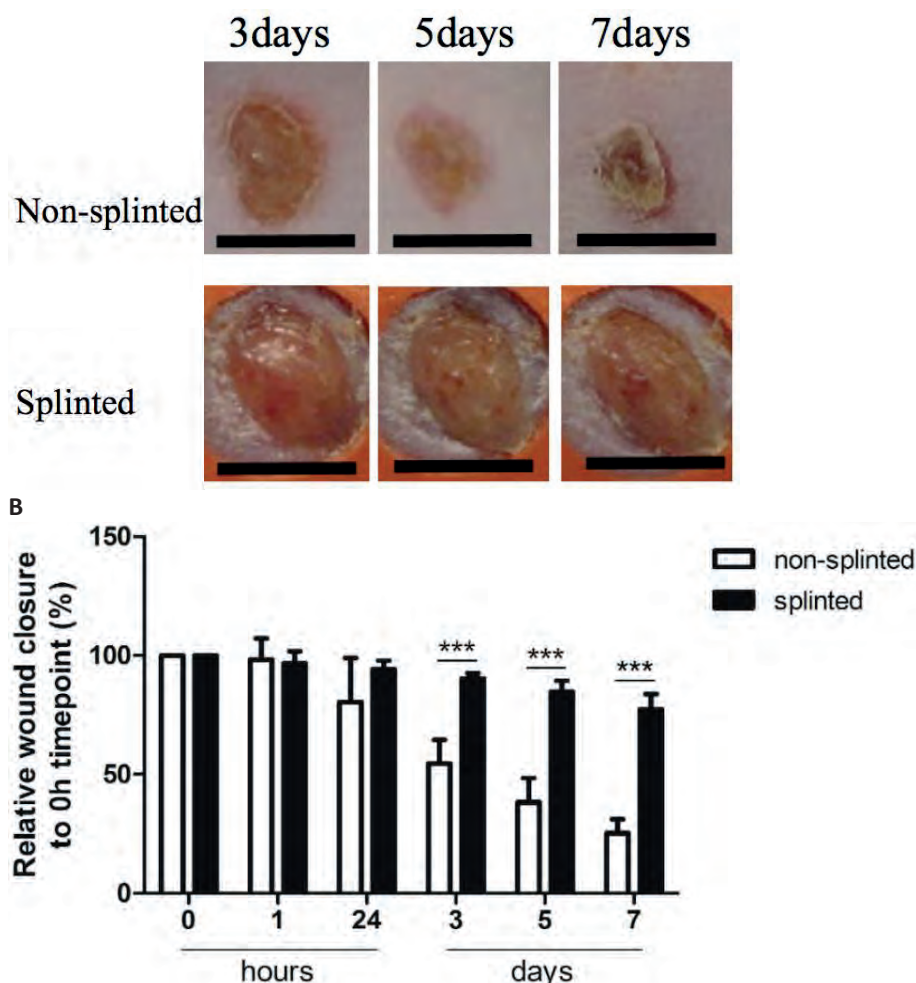 3days 5days 7days
Non-splinted
Splinted
B
Relative wound closure
to 0h timepoint (%)
150
100
50
0
*** *** ***
non-splinted
splinted
0 1 24 3 5 7
hours days